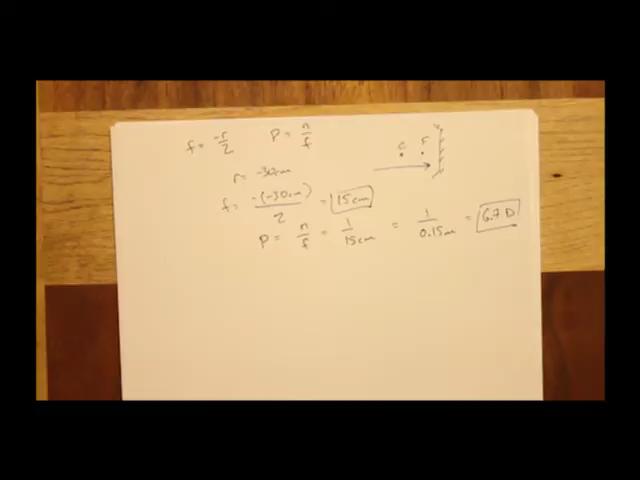 f = -r/2 P = n/f
C F
r = -30cm
f = -(-30cm)/2 = 15cm
P = n/f = 1/15cm = 1/0.15m = 6.7 D